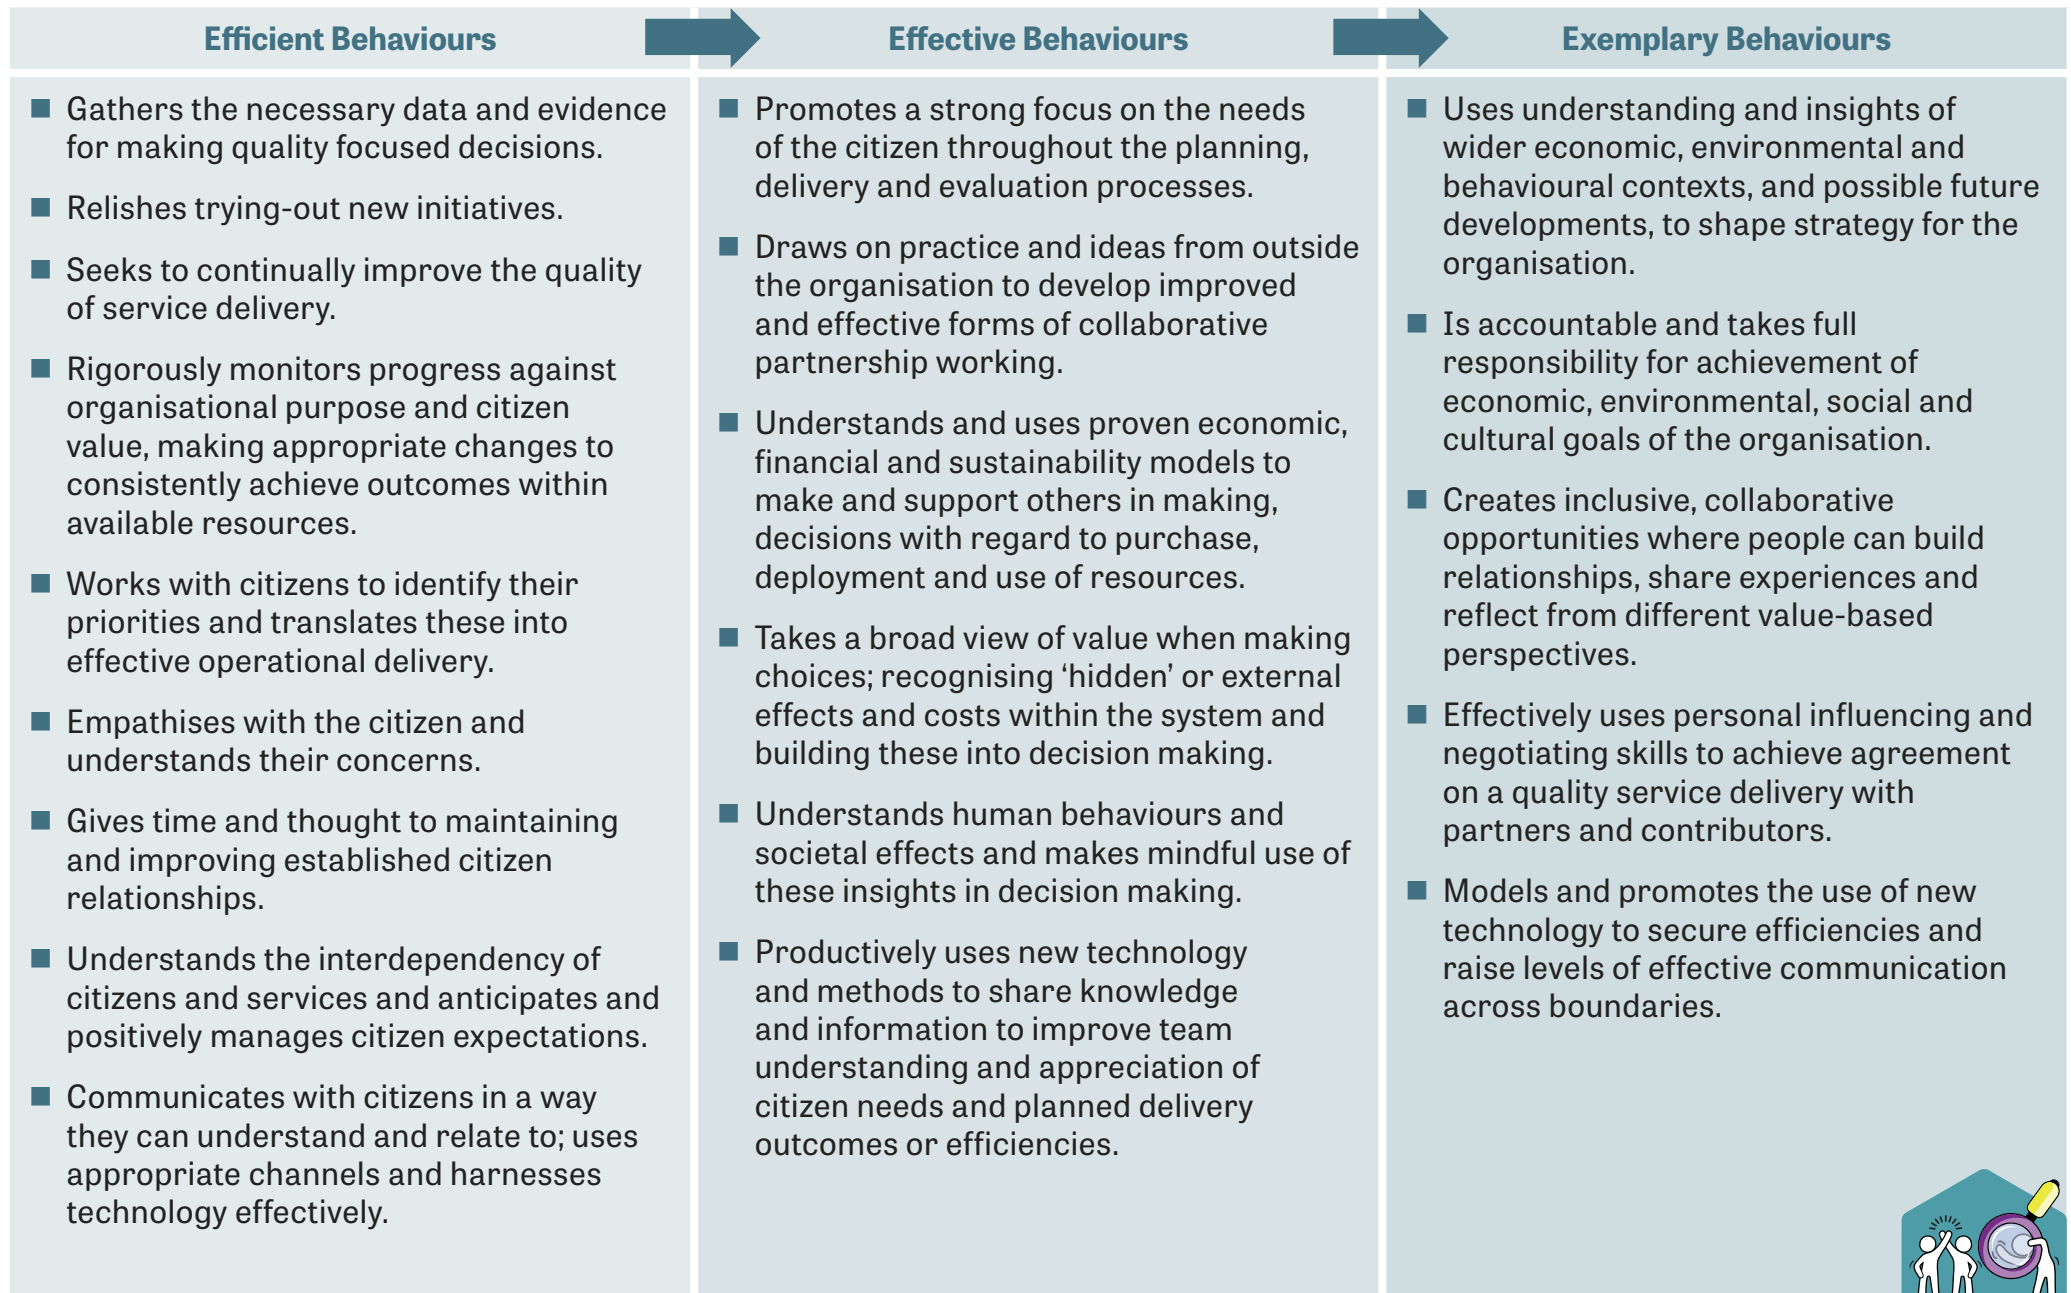 Efficient Behaviours
Effective Behaviours
Exemplary Behaviours
Gathers the necessary data and evidence
for making quality focused decisions.
Relishes trying-out new initiatives.
Seeks to continually improve the quality
of service delivery.
Rigorously monitors progress against
organisational purpose and citizen
value, making appropriate changes to
consistently achieve outcomes within
available resources.
Works with citizens to identify their
priorities and translates these into
effective operational delivery.
Empathises with the citizen and
understands their concerns.
Gives time and thought to maintaining
and improving established citizen
relationships.
Understands the interdependency of
citizens and services and anticipates and
positively manages citizen expectations.
Communicates with citizens in a way
they can understand and relate to; uses
appropriate channels and harnesses
technology effectively.
Promotes a strong focus on the needs
of the citizen throughout the planning,
delivery and evaluation processes.
Draws on practice and ideas from outside
the organisation to develop improved
and effective forms of collaborative
partnership working.
Understands and uses proven economic,
financial and sustainability models to
make and support others in making,
decisions with regard to purchase,
deployment and use of resources.
Takes a broad view of value when making
choices; recognising ‘hidden’ or external
effects and costs within the system and
building these into decision making.
Understands human behaviours and
societal effects and makes mindful use of
these insights in decision making.
Productively uses new technology
and methods to share knowledge
and information to improve team
understanding and appreciation of
citizen needs and planned delivery
outcomes or efficiencies.
Uses understanding and insights of
wider economic, environmental and
behavioural contexts, and possible future
developments, to shape strategy for the
organisation.
Is accountable and takes full
responsibility for achievement of
economic, environmental, social and
cultural goals of the organisation.
Creates inclusive, collaborative
opportunities where people can build
relationships, share experiences and
reflect from different value-based
perspectives.
Effectively uses personal influencing and
negotiating skills to achieve agreement
on a quality service delivery with
partners and contributors.
Models and promotes the use of new
technology to secure efficiencies and
raise levels of effective communication
across boundaries.